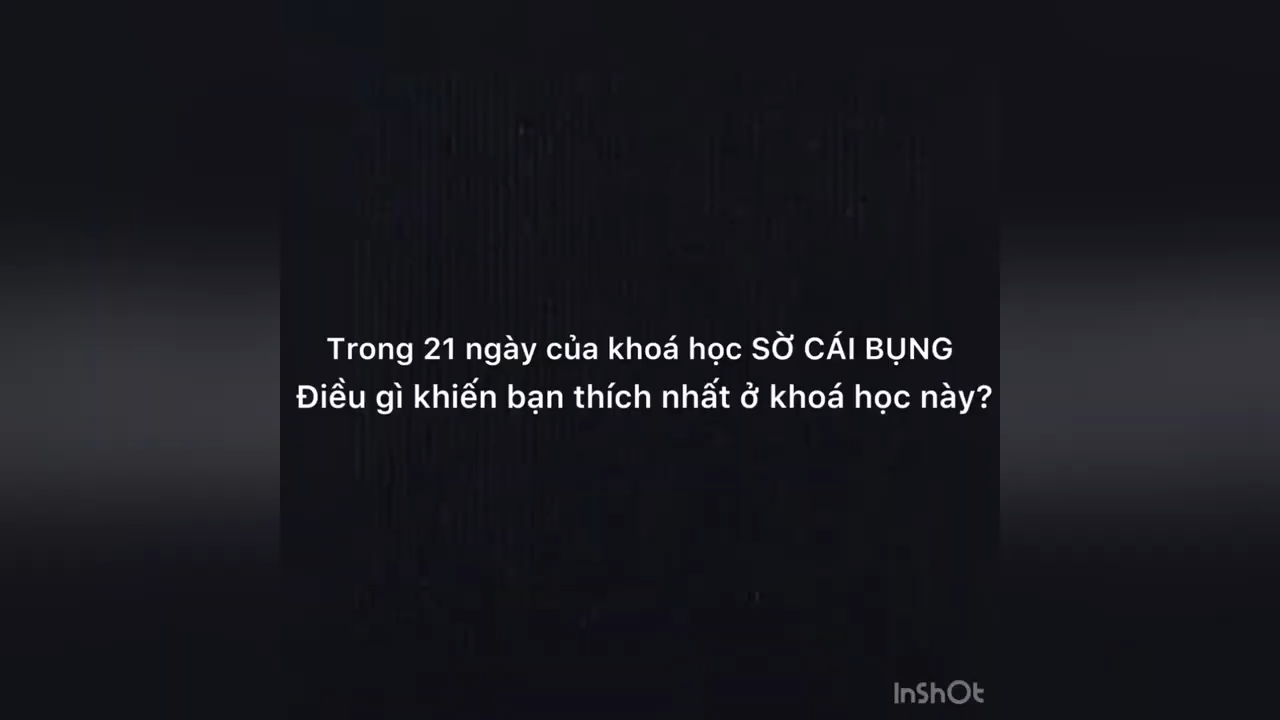 Trong 21 ngày của khoá học SỜ CÁI BỤNG
Điều gì khiến bạn thích nhất ở khoá học này?
InShOt